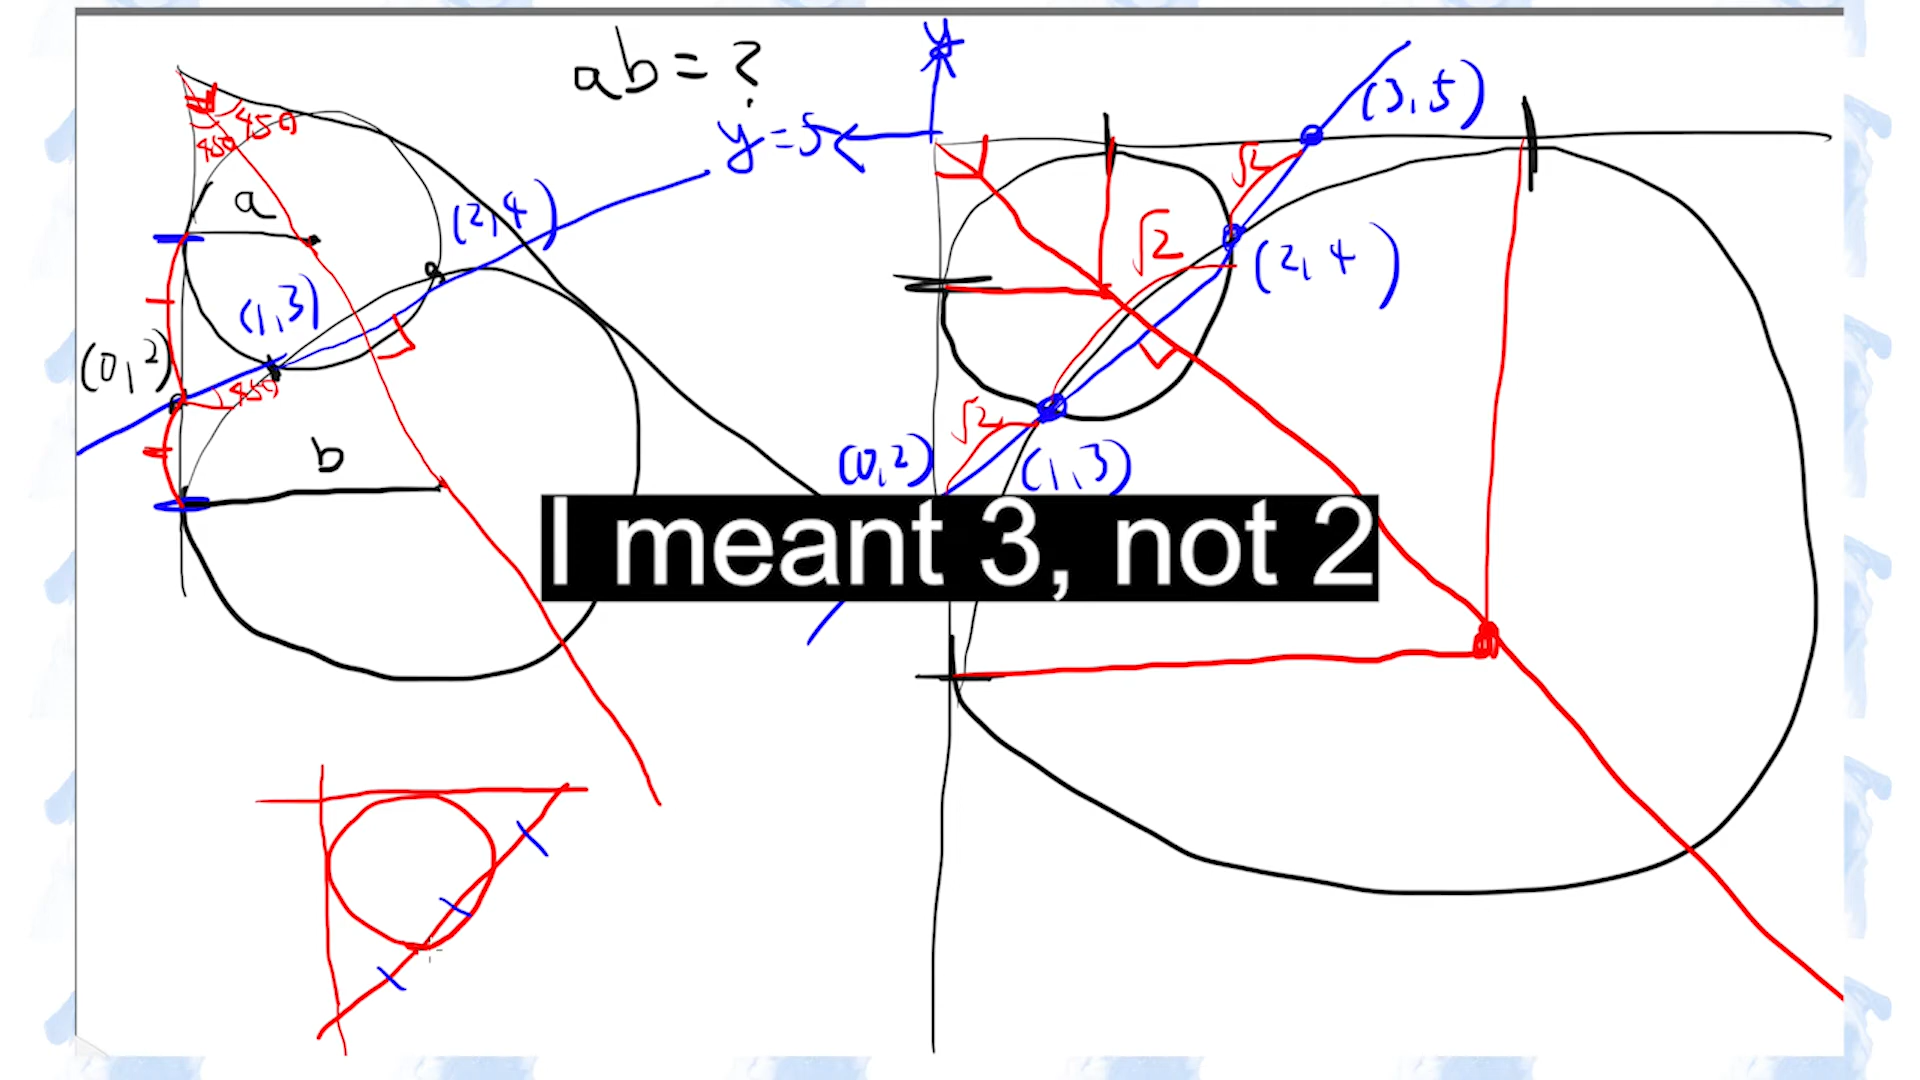 ab = ?
y
(3,5)
y=5
45°
45°
a
(2,4)
√2
√2
(2,4)
(1,3)
(0,2)
45°
√2
(0,2)
(1,3)
b
I meant 3, not 2